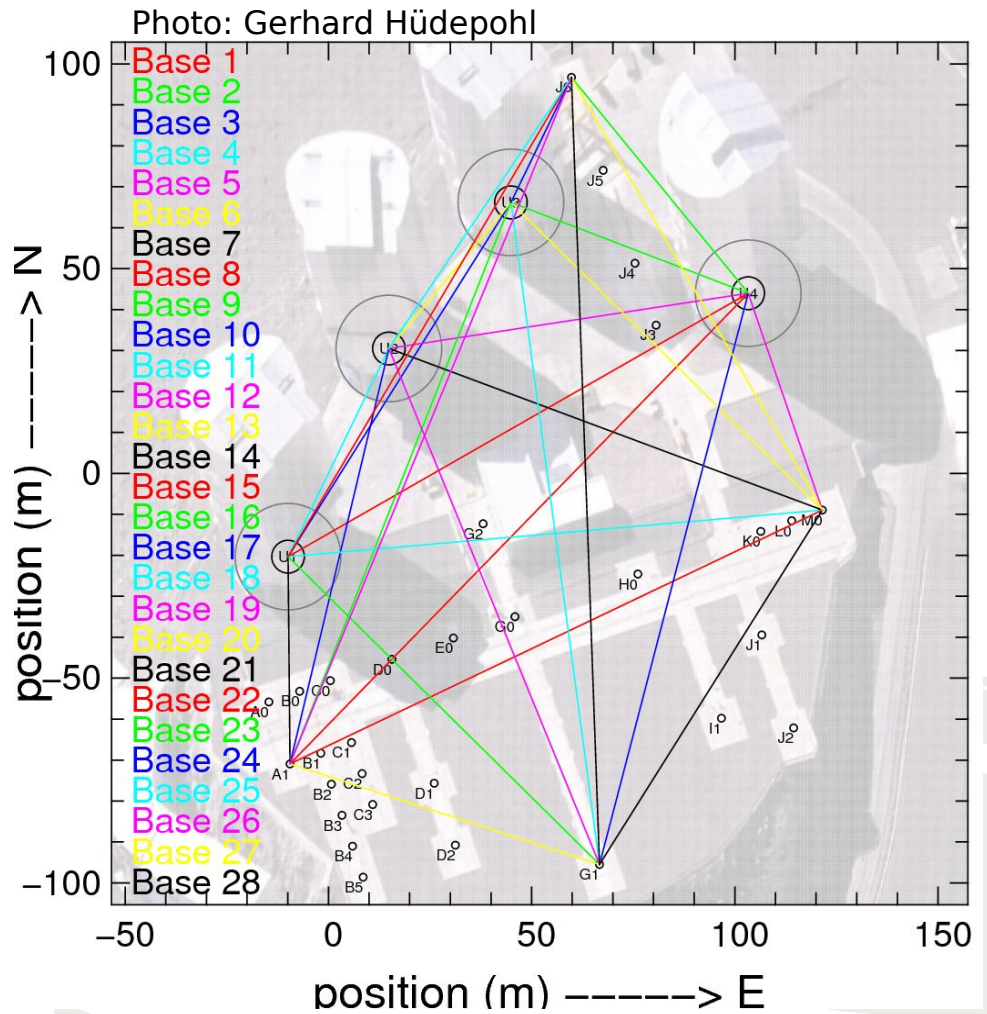 Photo: Gerhard Hüdepohl
Base 1
Base 2
Base 3
Base 4
Base 5
Base 6
Base 7
Base 8
Base 9
Base 10
Base 11
Base 12
Base 13
Base 14
Base 15
Base 16
Base 17
Base 18
Base 19
Base 20
Base 21
Base 22
Base 23
Base 24
Base 25
Base 26
Base 27
Base 28
100
50
0
−50
−100
position (m) −−−−−> N
J5
U3
J4
U4
J3
U2
G2
M0
L0
K0
H0
G0
E0
D0
J1
C0
B0
A0
I1
J2
C1
B1
A1
C2
B2
D1
C3
B3
B4
D2
B5
G1
−50
0
50
100
150
position (m) −−−−−> E